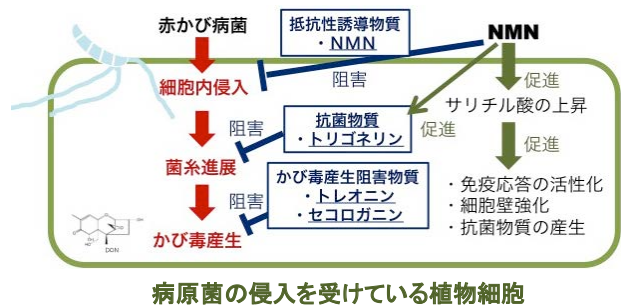 赤かび病菌
抵抗性誘導物質
・NMN
NMN
阻害
促進
細胞内侵入
サリチル酸の上昇
抗菌物質
・トリゴネリン
阻害
促進
促進
菌糸進展
かび毒産生阻害物質
・トレオニン
・セコロガニン
阻害
・免疫応答の活性化
・細胞壁強化
・抗菌物質の産生
かび毒産生
DON
病原菌の侵入を受けている植物細胞